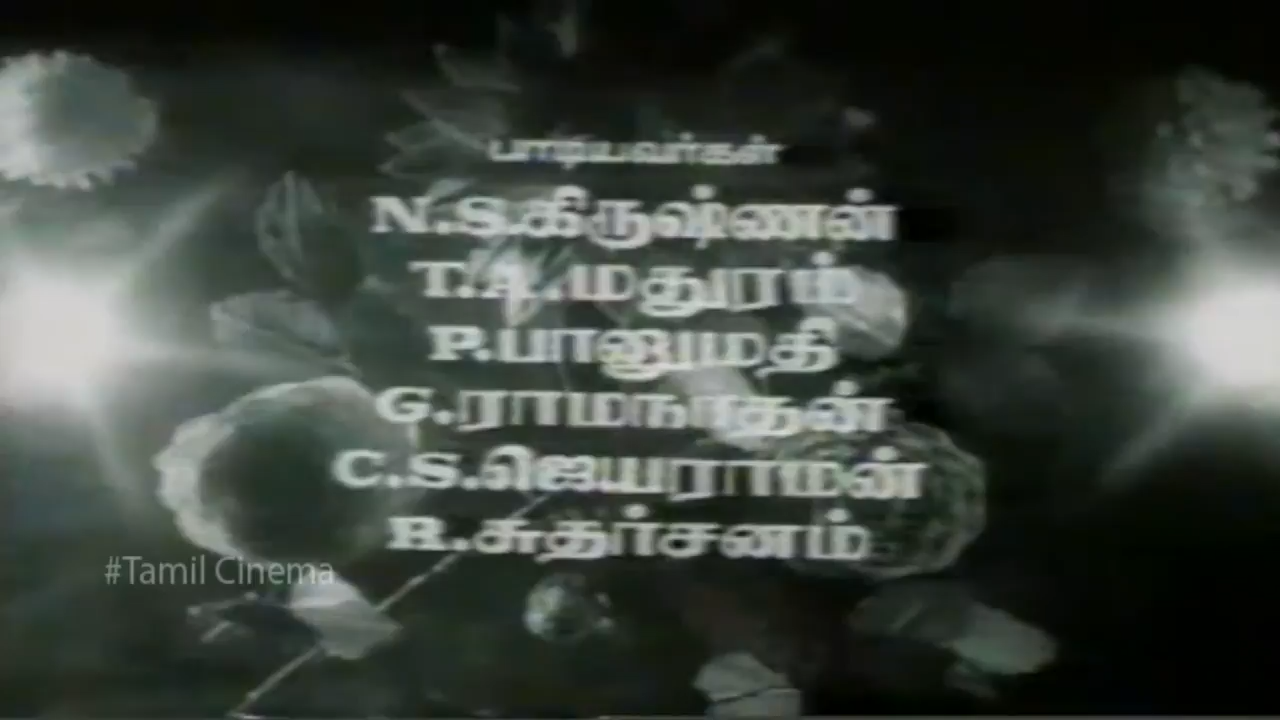 பாடியவர்கள்
N.S.கிருஷ்ணன்
T.A.மதுரம்
P.பானுமதி
G.ராமநாதன்
C.S.ஜெயராமன்
R.சுதர்சனம்
#Tamil Cinema